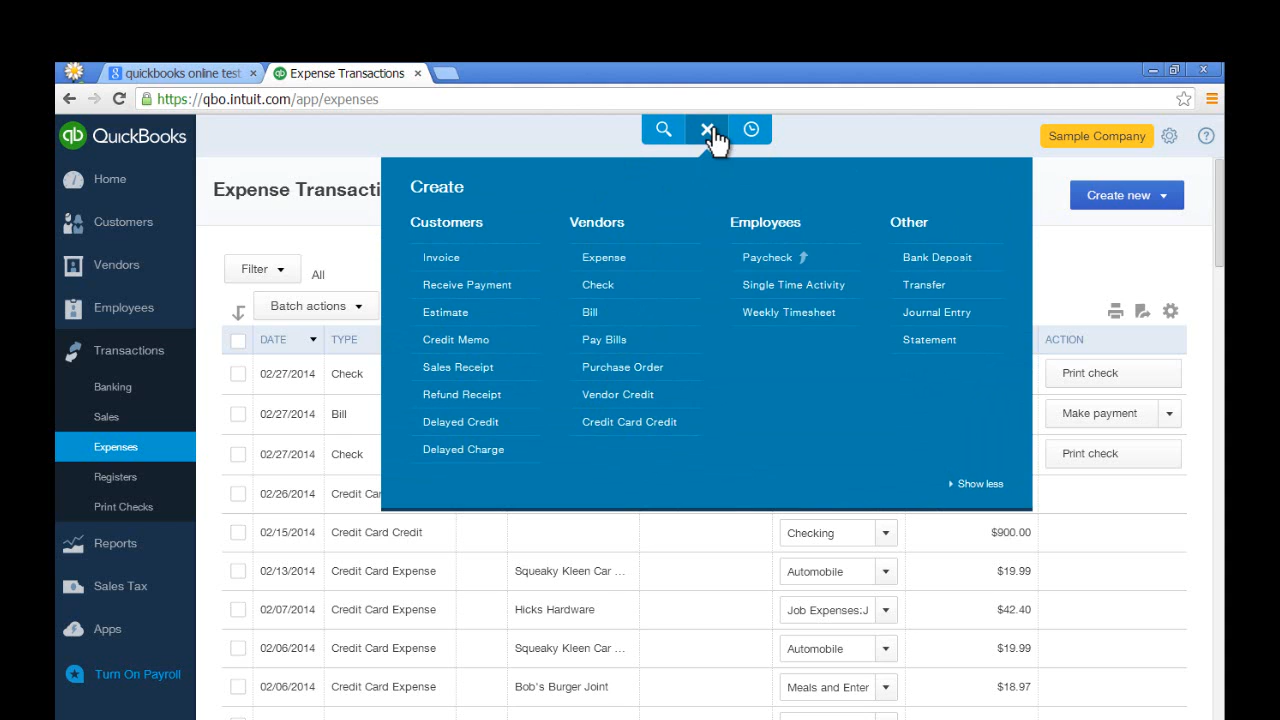 quickbooks online test
Expense Transactions
https://qbo.intuit.com/app/expenses
qb QuickBooks
Sample Company
Home
Customers
Vendors
Employees
Transactions
Banking
Sales
Expenses
Registers
Print Checks
Reports
Sales Tax
Apps
Turn On Payroll
Expense Transacti
Create new
Create
Customers
Invoice
Receive Payment
Estimate
Credit Memo
Sales Receipt
Refund Receipt
Delayed Credit
Delayed Charge
Vendors
Expense
Check
Bill
Pay Bills
Purchase Order
Vendor Credit
Credit Card Credit
Employees
Paycheck
Single Time Activity
Weekly Timesheet
Other
Bank Deposit
Transfer
Journal Entry
Statement
Show less
Filter All
Batch actions
DATE TYPE ACTION
02/27/2014 Check Print check
02/27/2014 Bill Make payment
02/27/2014 Check Print check
02/26/2014 Credit Ca
02/15/2014 Credit Card Credit Checking $900.00
02/13/2014 Credit Card Expense Squeaky Kleen Car ... Automobile $19.99
02/07/2014 Credit Card Expense Hicks Hardware Job Expenses:J $42.40
02/06/2014 Credit Card Expense Squeaky Kleen Car ... Automobile $19.99
02/06/2014 Credit Card Expense Bob's Burger Joint Meals and Enter $18.97